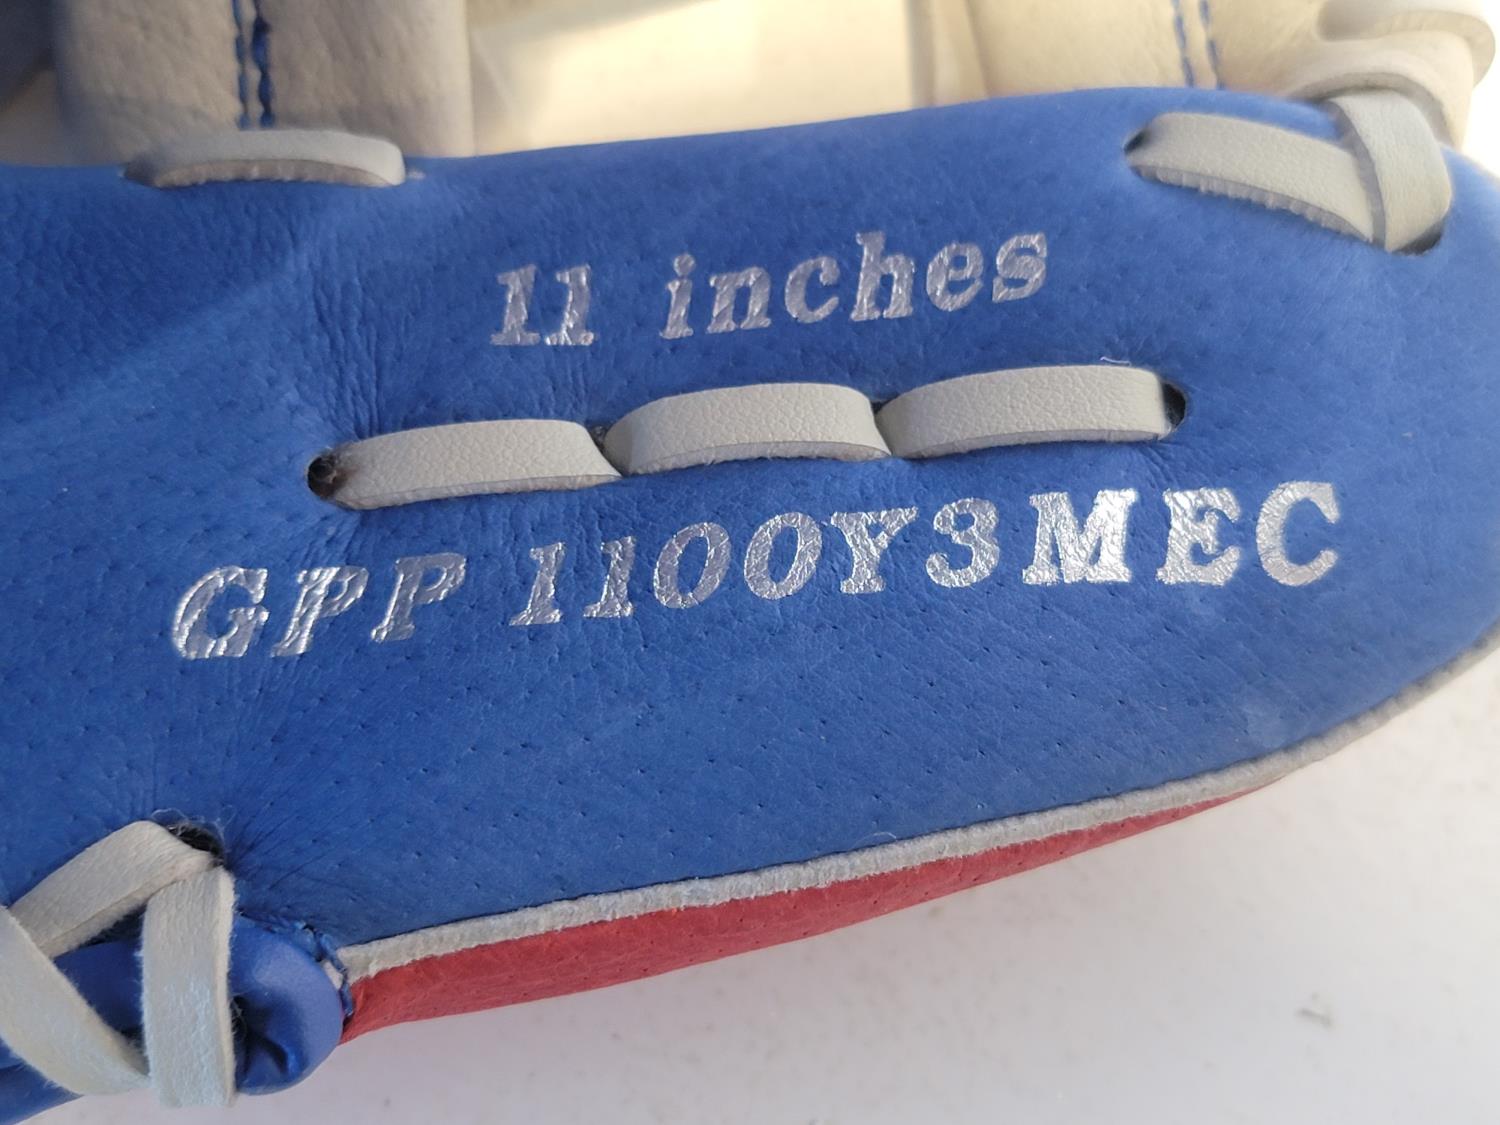 11 inches
GPP 1100Y3MEC